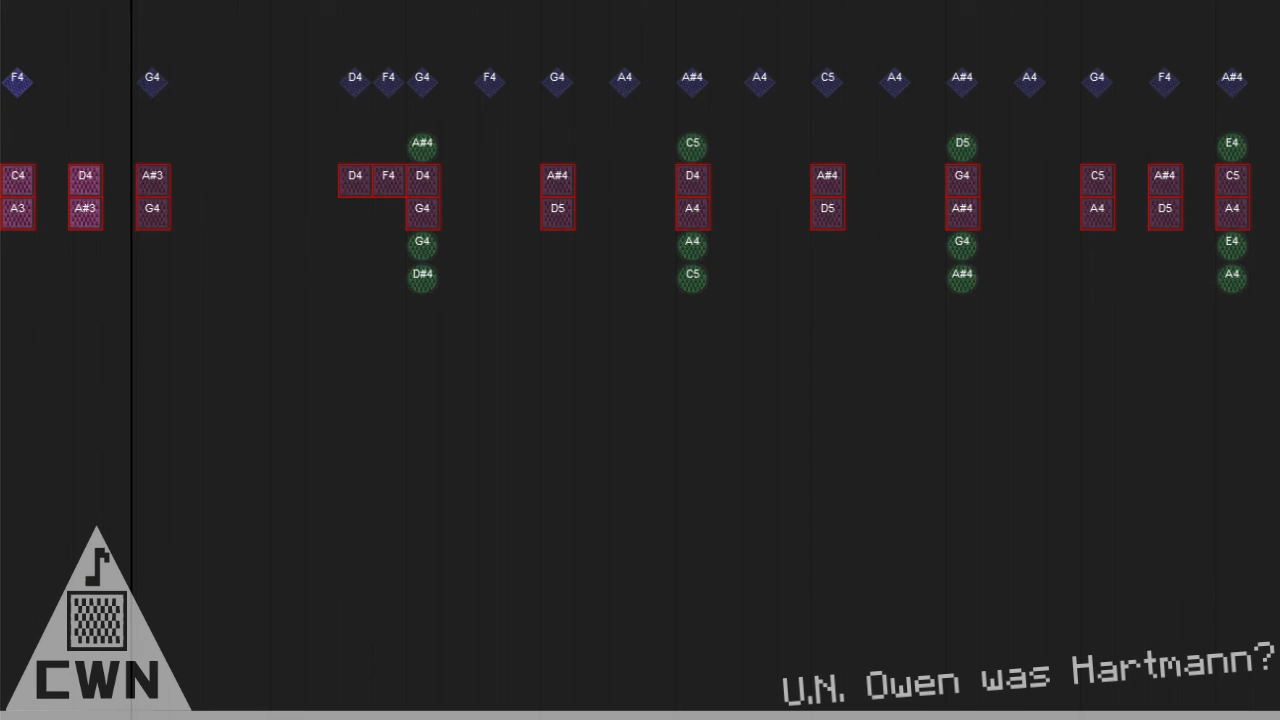 F4 G4 D4 F4 G4 F4 G4 A4 A#4 A4 C5 A4 A#4 A4 G4 F4 A#4
A#4 C5 D5 E4
C4 D4 A#3 D4 F4 D4 A#4 D4 A#4 G4 C5 A#4 C5
A3 A#3 G4 G4 D5 A4 D5 A#4 A4 D5 A4
G4 A4 G4 E4
D#4 C5 A#4 A4
CWN
U.N. Owen was Hartmann?